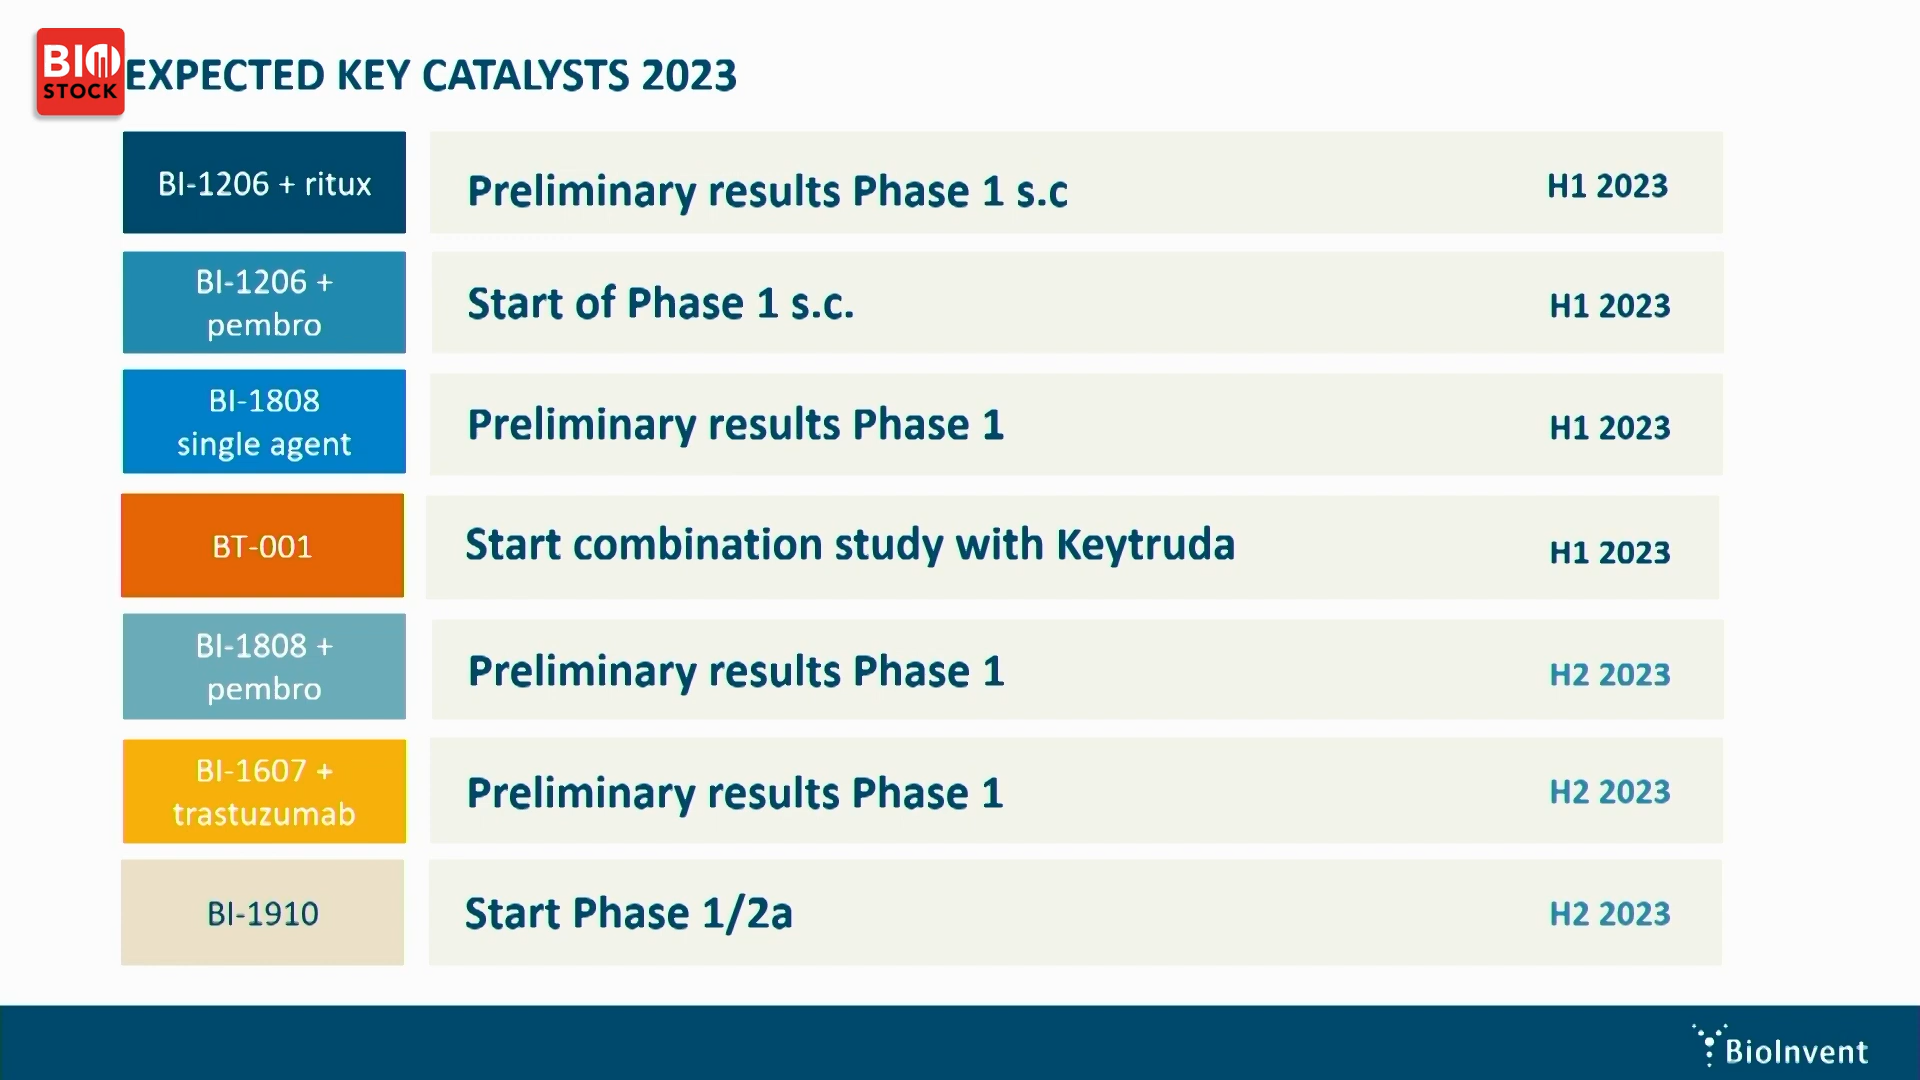 BIO
STOCK
EXPECTED KEY CATALYSTS 2023
BI-1206 + ritux
Preliminary results Phase 1 s.c
H1 2023
BI-1206 +
pembro
Start of Phase 1 s.c.
H1 2023
BI-1808
single agent
Preliminary results Phase 1
H1 2023
BT-001
Start combination study with Keytruda
H1 2023
BI-1808 +
pembro
Preliminary results Phase 1
H2 2023
BI-1607 +
trastuzumab
Preliminary results Phase 1
H2 2023
BI-1910
Start Phase 1/2a
H2 2023
BioInvent